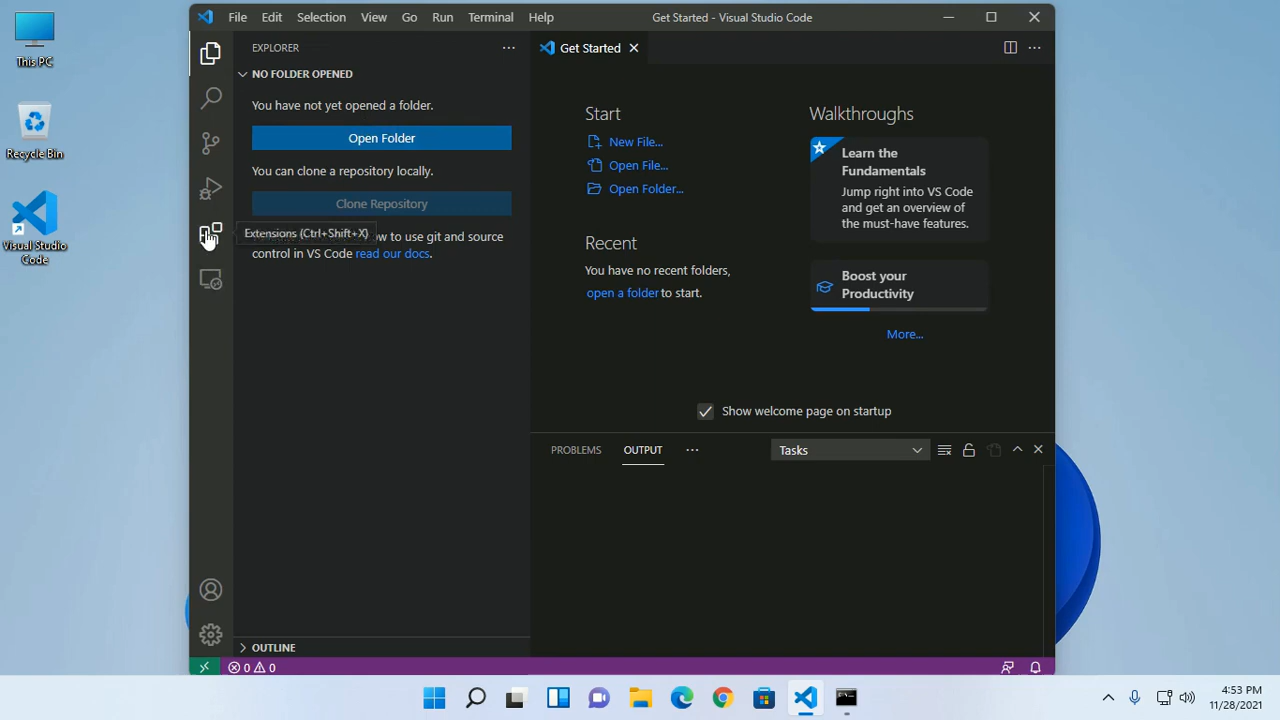 This PC
Recycle Bin
Visual Studio
Code
File Edit Selection View Go Run Terminal Help
Get Started - Visual Studio Code
EXPLORER
NO FOLDER OPENED
You have not yet opened a folder.
Open Folder
You can clone a repository locally.
Clone Repository
Extensions (Ctrl+Shift+X)
how to use git and source
control in VS Code read our docs.
OUTLINE
Get Started
Start
New File...
Open File...
Open Folder...
Recent
You have no recent folders,
open a folder to start.
Walkthroughs
Learn the
Fundamentals
Jump right into VS Code
and get an overview of
the must-have features.
Boost your
Productivity
More...
Show welcome page on startup
PROBLEMS OUTPUT
Tasks
0 0
4:53 PM
11/28/2021